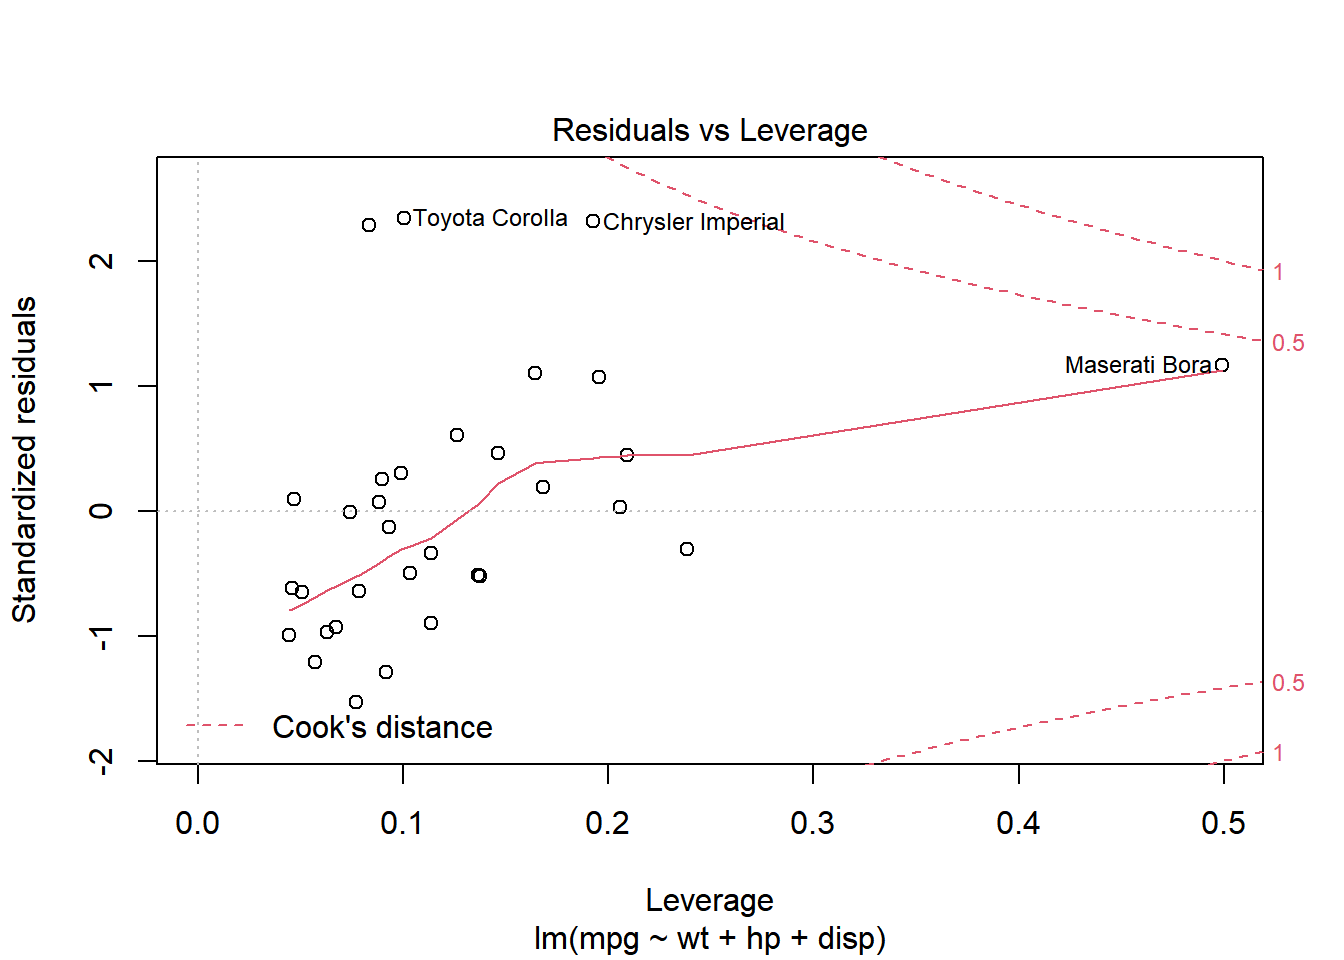 Residuals vs Leverage
Standardized residuals
2
1
0
-1
-2
Toyota Corolla
Chrysler Imperial
Maserati Bora
1
0.5
0.5
1
Cook's distance
0.0 0.1 0.2 0.3 0.4 0.5
Leverage
lm(mpg ~ wt + hp + disp)